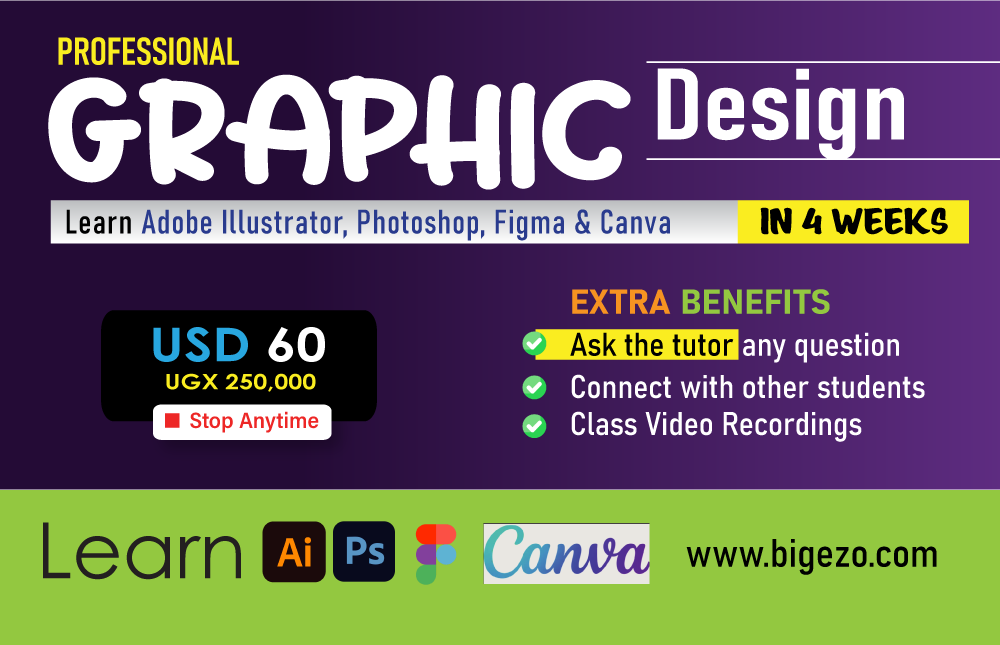 PROFESSIONAL
GRAPHIC Design
Learn Adobe Illustrator, Photoshop, Figma & Canva IN 4 WEEKS
USD 60
UGX 250,000
Stop Anytime
EXTRA BENEFITS
Ask the tutor any question
Connect with other students
Class Video Recordings
Learn Ai Ps Canva www.bigezo.com